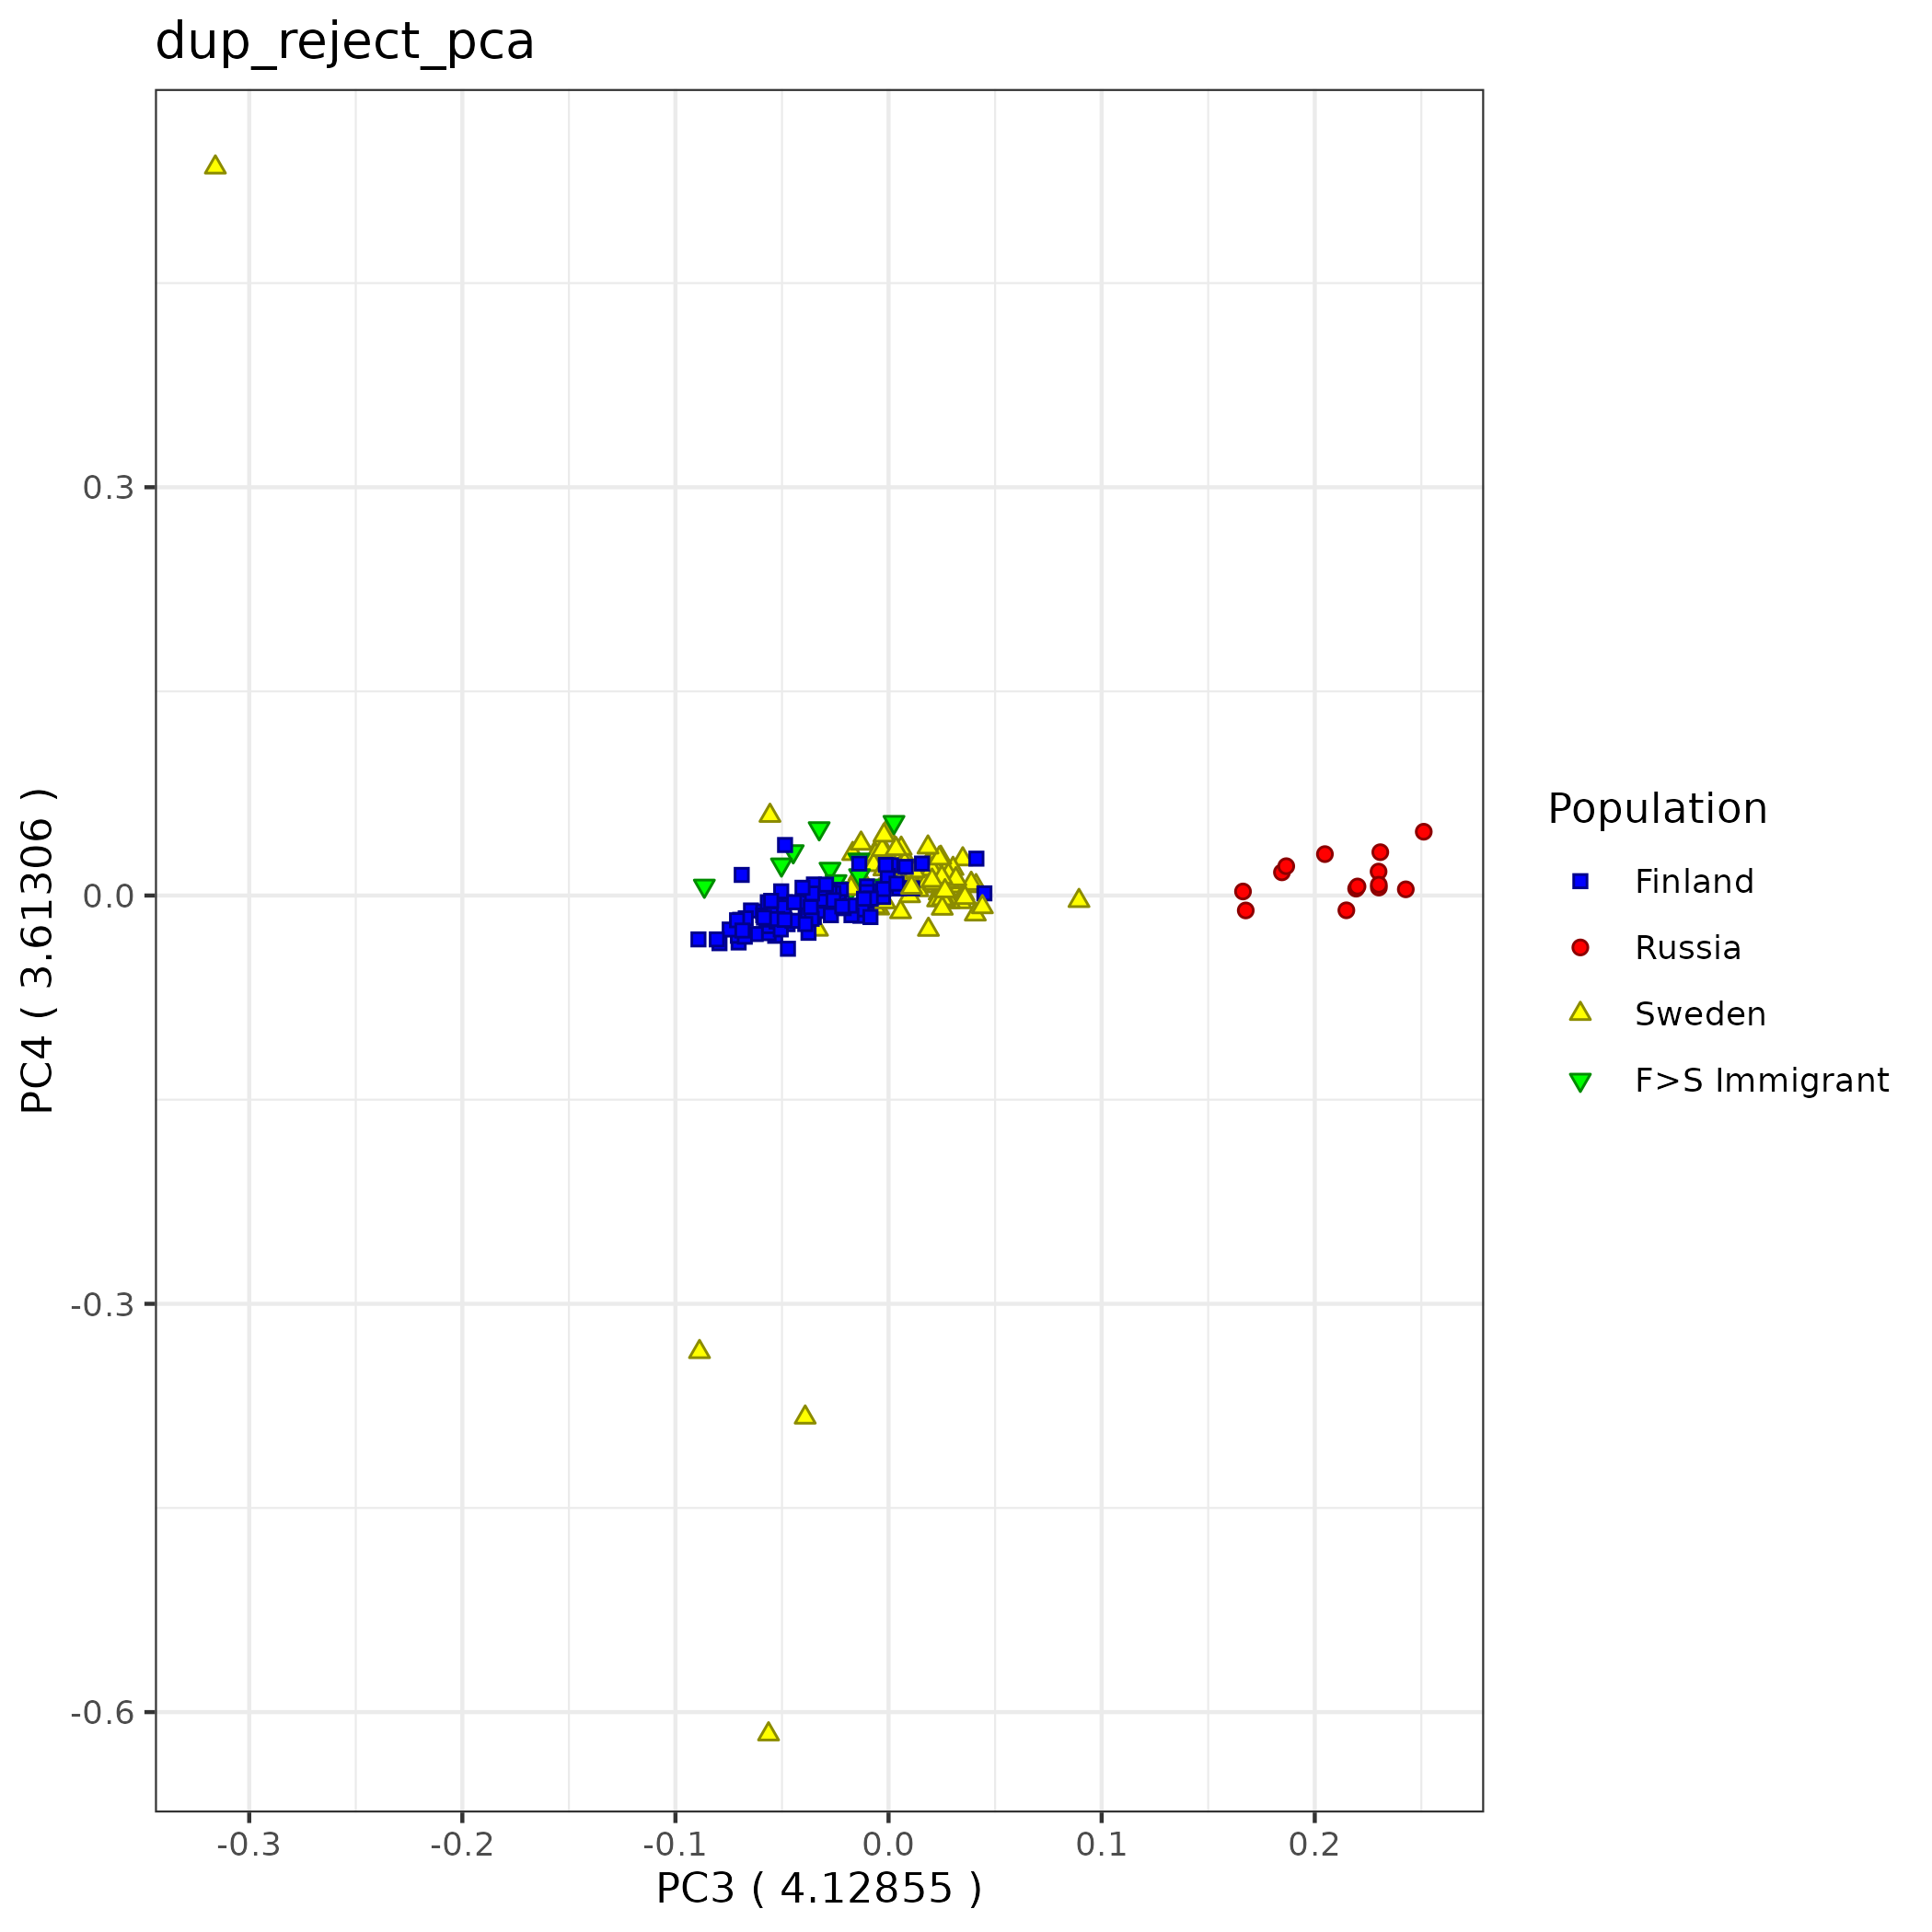 dup_reject_pca
PC4 ( 3.61306 )
0.3
0.0
-0.3
-0.6
-0.3
-0.2
-0.1
0.0
0.1
0.2
PC3 ( 4.12855 )
Population
Finland
Russia
Sweden
F>S Immigrant